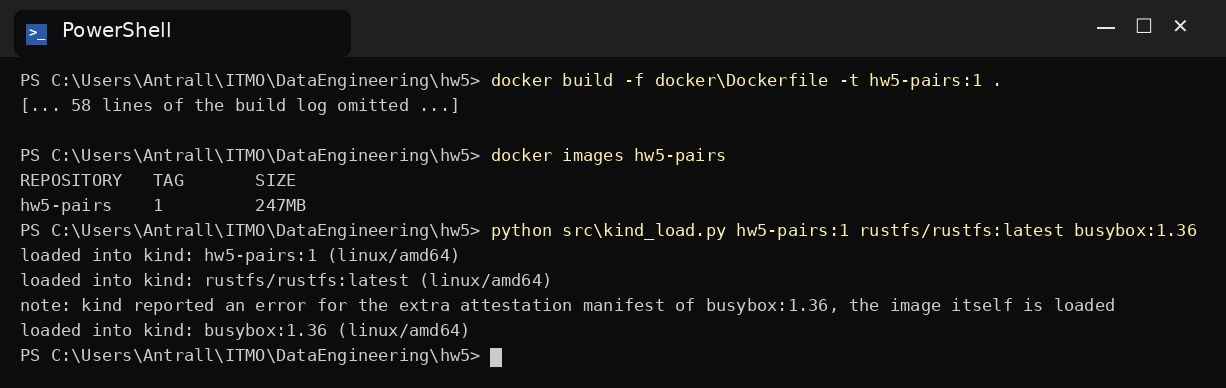 PowerShell
PS C:\Users\Antrall\ITMO\DataEngineering\hw5> docker build -f docker\Dockerfile -t hw5-pairs:1 .
[... 58 lines of the build log omitted ...]
PS C:\Users\Antrall\ITMO\DataEngineering\hw5> docker images hw5-pairs
REPOSITORY   TAG       SIZE
hw5-pairs    1         247MB
PS C:\Users\Antrall\ITMO\DataEngineering\hw5> python src\kind_load.py hw5-pairs:1 rustfs/rustfs:latest busybox:1.36
loaded into kind: hw5-pairs:1 (linux/amd64)
loaded into kind: rustfs/rustfs:latest (linux/amd64)
note: kind reported an error for the extra attestation manifest of busybox:1.36, the image itself is loaded
loaded into kind: busybox:1.36 (linux/amd64)
PS C:\Users\Antrall\ITMO\DataEngineering\hw5>